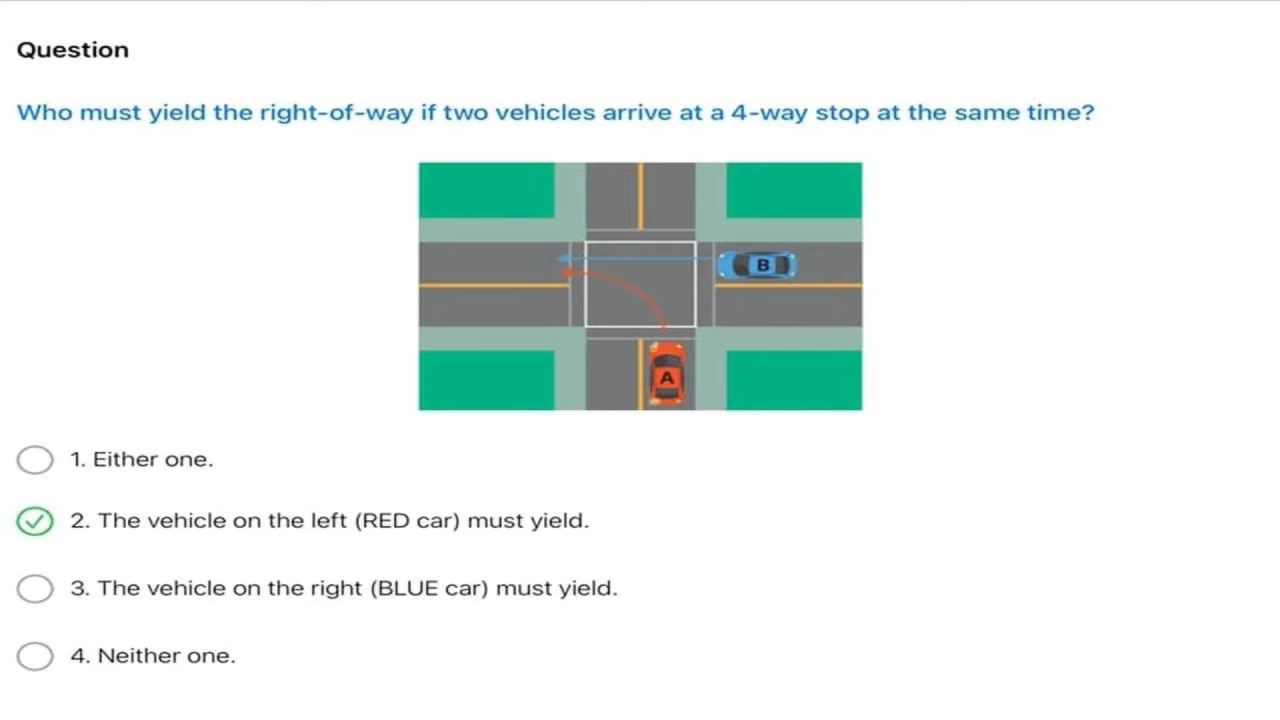 Question
Who must yield the right-of-way if two vehicles arrive at a 4-way stop at the same time?
B
A
1. Either one.
2. The vehicle on the left (RED car) must yield.
3. The vehicle on the right (BLUE car) must yield.
4. Neither one.